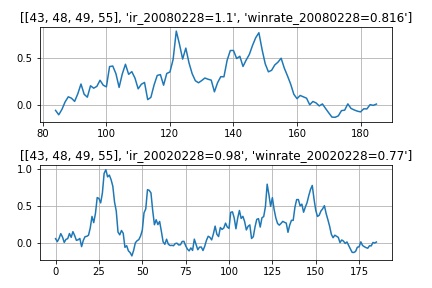 [[43, 48, 49, 55], 'ir_20080228=1.1', 'winrate_20080228=0.816']
0.5
0.0
80 100 120 140 160 180
[[43, 48, 49, 55], 'ir_20020228=0.98', 'winrate_20020228=0.77']
1.0
0.5
0.0
0 25 50 75 100 125 150 175